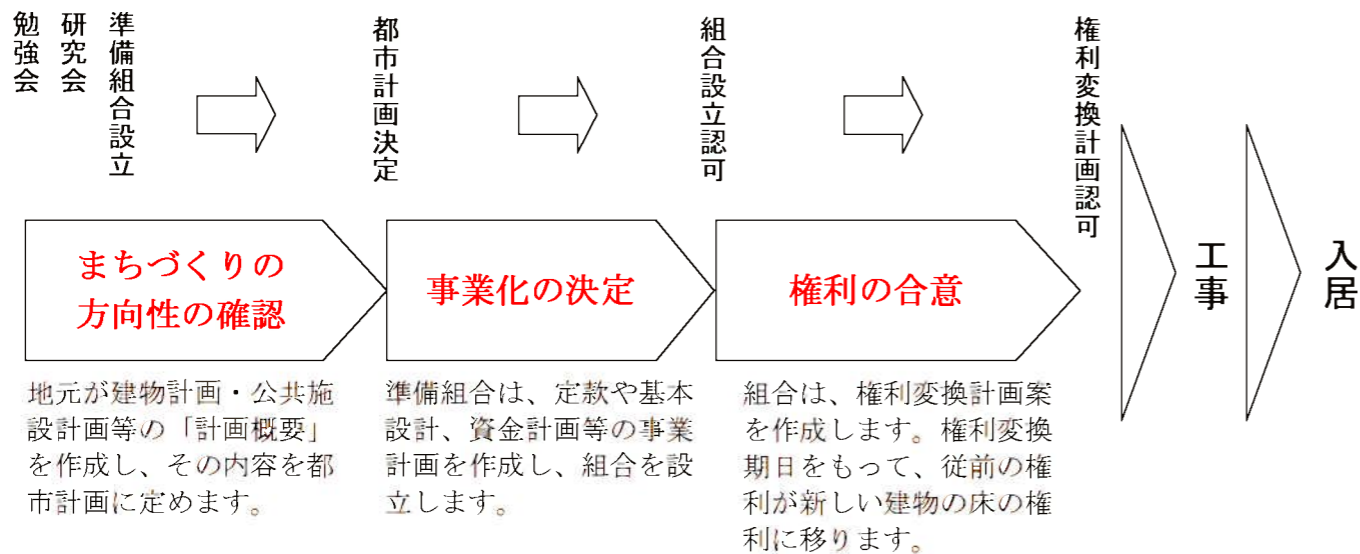 勉強会
研究会
準備組合設立
都市計画決定
組合設立認可
権利変換計画認可
まちづくりの
方向性の確認
事業化の決定
権利の合意
工事
入居
地元が建物計画・公共施
設計画等の「計画概要」
を作成し、その内容を都
市計画に定めます。
準備組合は、定款や基本
設計、資金計画等の事業
計画を作成し、組合を設
立します。
組合は、権利変換計画案
を作成します。権利変換
期日をもって、従前の権
利が新しい建物の床の権
利に移ります。